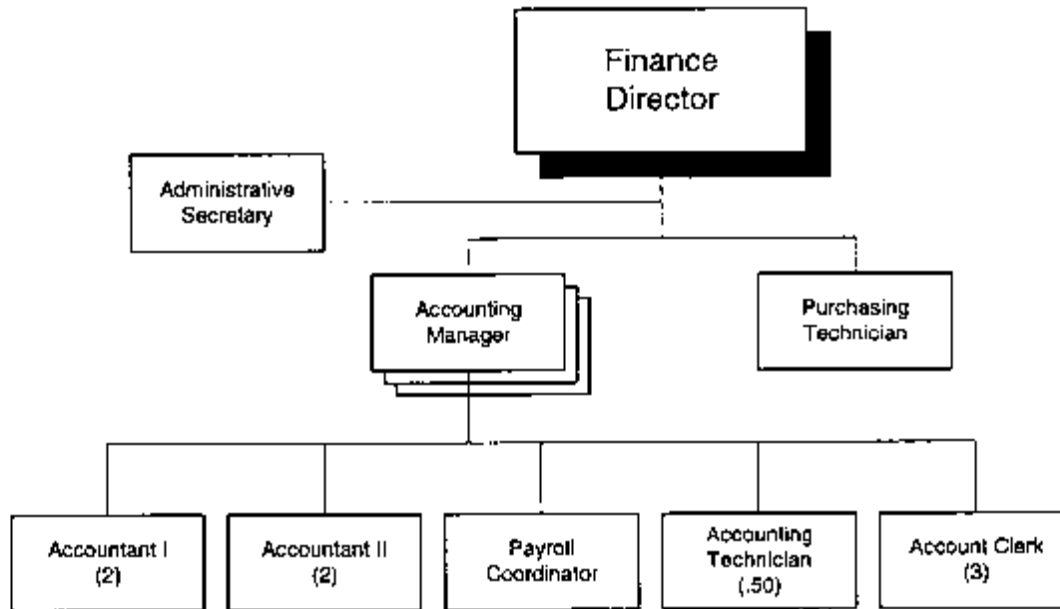 Finance
Director
Administrative
Secretary
Accounting
Manager
Purchasing
Technician
Accountant I
(2)
Accountant II
(2)
Payroll
Coordinator
Accounting
Technician
(.50)
Account Clerk
(3)